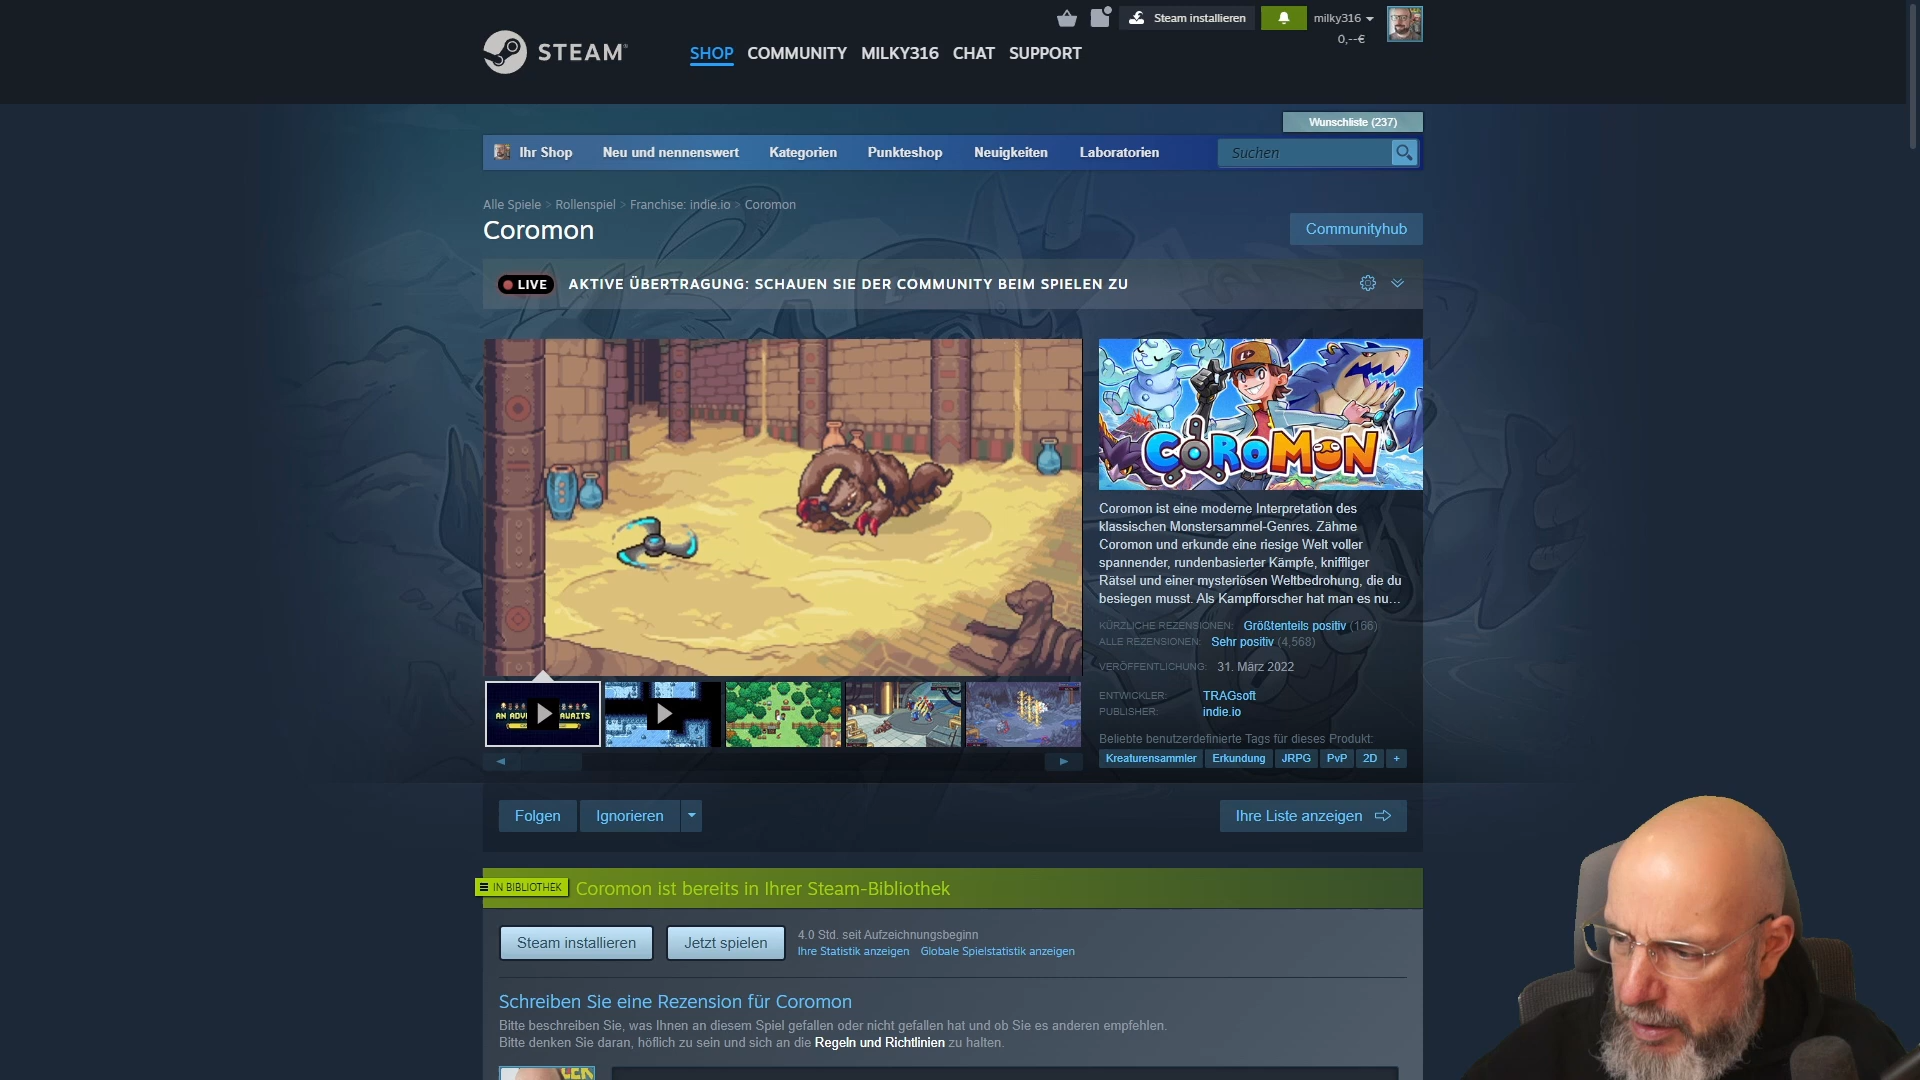 Steam installieren
milky316
0,--€
STEAM
SHOP COMMUNITY MILKY316 CHAT SUPPORT
Wunschliste (237)
Ihr Shop Neu und nennenswert Kategorien Punkteshop Neuigkeiten Laboratorien Suchen
Alle Spiele > Rollenspiel > Franchise: indie.io > Coromon
Coromon
Communityhub
LIVE AKTIVE ÜBERTRAGUNG: SCHAUEN SIE DER COMMUNITY BEIM SPIELEN ZU
COROMON
Coromon ist eine moderne Interpretation des
klassischen Monstersammel-Genres. Zähme
Coromon und erkunde eine riesige Welt voller
spannender, rundenbasierter Kämpfe, kniffliger
Rätsel und einer mysteriösen Weltbedrohung, die du
besiegen musst. Als Kampfforscher hat man es nu...
KÜRZLICHE REZENSIONEN: Größtenteils positiv (166)
ALLE REZENSIONEN: Sehr positiv (4,568)
VERÖFFENTLICHUNG: 31. März 2022
ENTWICKLER: TRAGsoft
PUBLISHER: indie.io
Beliebte benutzerdefinierte Tags für dieses Produkt:
Kreaturensammler Erkundung JRPG PvP 2D +
Folgen Ignorieren Ihre Liste anzeigen
IN BIBLIOTHEK Coromon ist bereits in Ihrer Steam-Bibliothek
Steam installieren Jetzt spielen
4.0 Std. seit Aufzeichnungsbeginn
Ihre Statistik anzeigen Globale Spielstatistik anzeigen
Schreiben Sie eine Rezension für Coromon
Bitte beschreiben Sie, was Ihnen an diesem Spiel gefallen oder nicht gefallen hat und ob Sie es anderen empfehlen.
Bitte denken Sie daran, höflich zu sein und sich an die Regeln und Richtlinien zu halten.